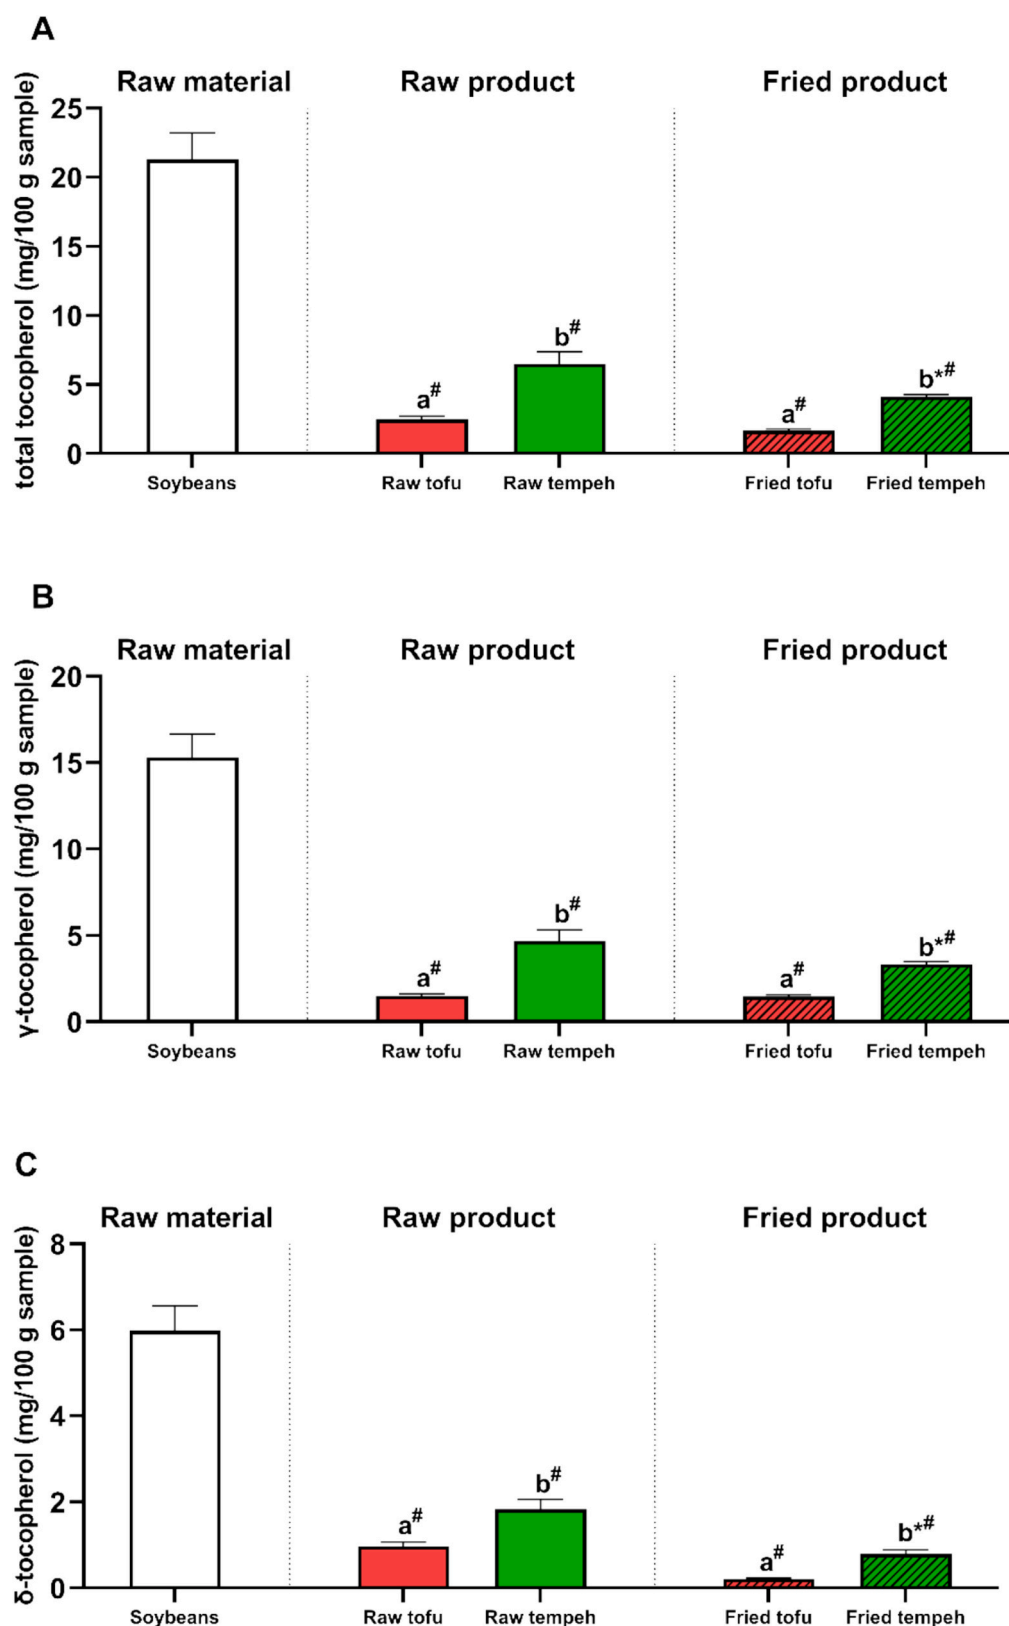 A
Raw material Raw product Fried product
total tocopherol (mg/100 g sample)
25
20
15
10
5
0
a# b# a# b*#
Soybeans Raw tofu Raw tempeh Fried tofu Fried tempeh
B
Raw material Raw product Fried product
γ-tocopherol (mg/100 g sample)
20
15
10
5
0
a# b# a# b*#
Soybeans Raw tofu Raw tempeh Fried tofu Fried tempeh
C
Raw material Raw product Fried product
δ-tocopherol (mg/100 g sample)
8
6
4
2
0
a# b# a# b*#
Soybeans Raw tofu Raw tempeh Fried tofu Fried tempeh